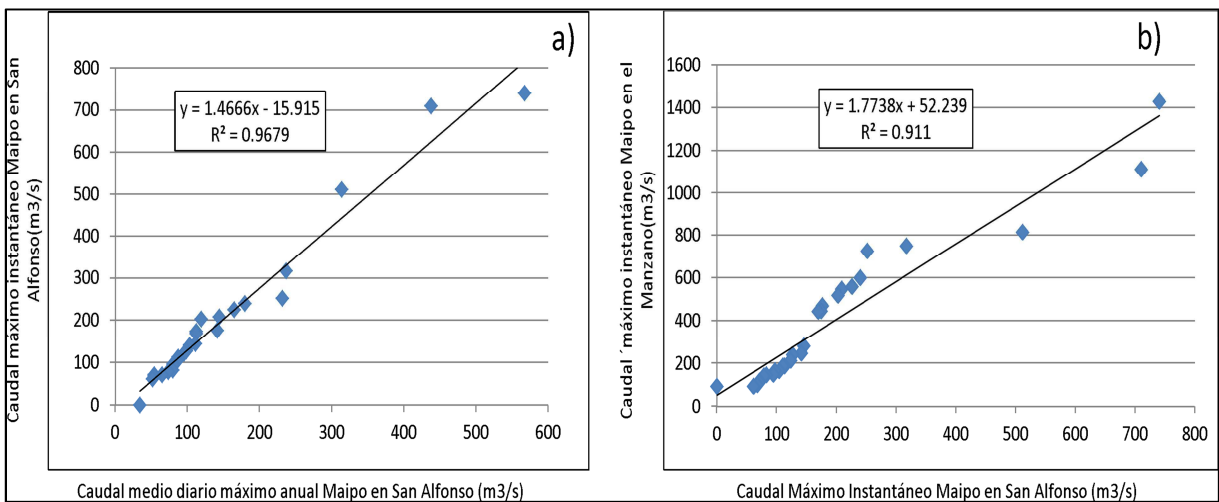 a)
Caudal máximo instantáneo Maipo en San
Alfonso(m3/s)
800
700
600
500
400
300
200
100
0
y = 1.4666x - 15.915
R² = 0.9679
0 100 200 300 400 500 600
Caudal medio diario máximo anual Maipo en San Alfonso (m3/s)
b)
Caudal ´máximo instantáneo Maipo en el
Manzano(m3/s)
1600
1400
1200
1000
800
600
400
200
0
y = 1.7738x + 52.239
R² = 0.911
0 100 200 300 400 500 600 700 800
Caudal Máximo Instantáneo Maipo en San Alfonso (m3/s)